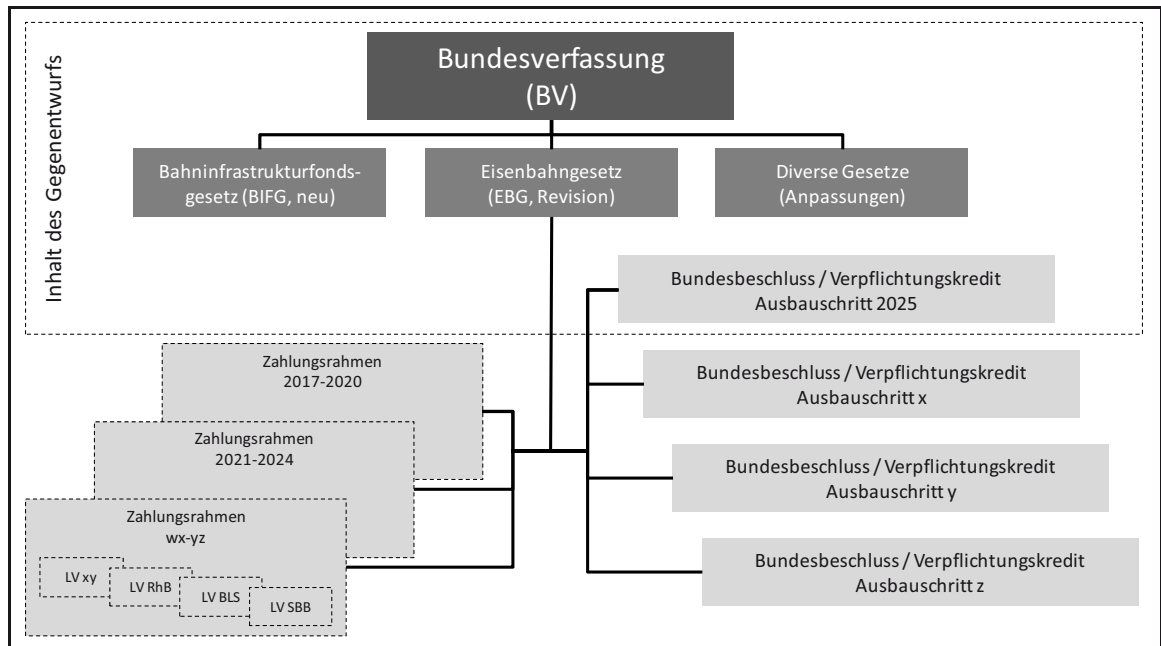 Inhalt des Gegenentwurfs
Bundesverfassung
(BV)
Bahninfrastrukturfonds-
gesetz (BIFG, neu)
Eisenbahngesetz
(EBG, Revision)
Diverse Gesetze
(Anpassungen)
Bundesbeschluss / Verpflichtungskredit
Ausbauschritt 2025
Bundesbeschluss / Verpflichtungskredit
Ausbauschritt x
Bundesbeschluss / Verpflichtungskredit
Ausbauschritt y
Bundesbeschluss / Verpflichtungskredit
Ausbauschritt z
Zahlungsrahmen
2017-2020
Zahlungsrahmen
2021-2024
Zahlungsrahmen
wx-yz
LV xy
LV RhB
LV BLS
LV SBB